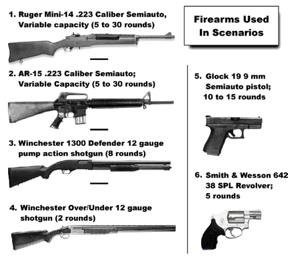 Firearms Used
In Scenarios
1. Ruger Mini-14 .223 Caliber Semiauto,
Variable capacity (5 to 30 rounds)
2. AR-15 .223 Caliber Semiauto;
Variable Capacity (5 to 30 rounds)
3. Winchester 1300 Defender 12 gauge
pump action shotgun (8 rounds)
4. Winchester Over/Under 12 gauge
shotgun (2 rounds)
5. Glock 19 9 mm
Semiauto pistol;
10 to 15 rounds
6. Smith & Wesson 642
38 SPL Revolver;
5 rounds